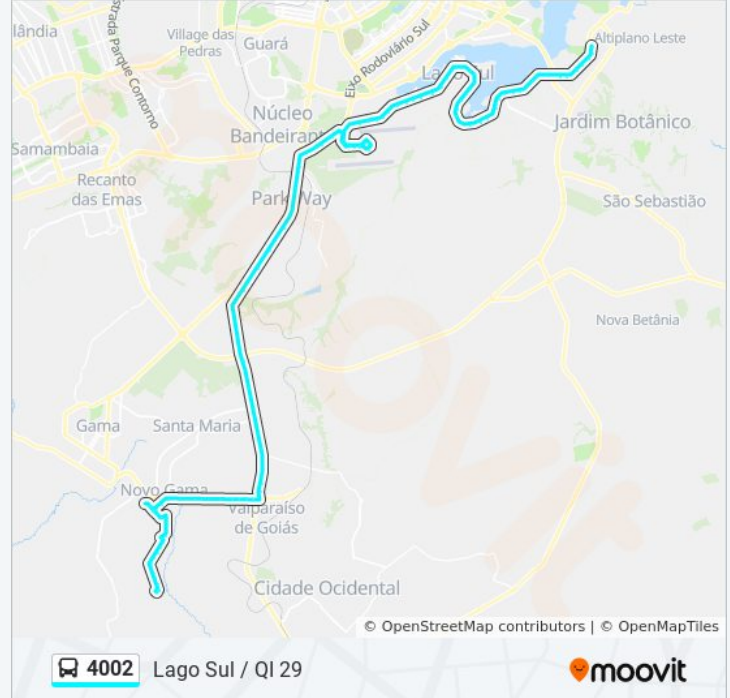 lândia
Estrada Parque Contorno
Village das
Pedras
Guará
Eixo Rodoviário Sul
Altiplano Leste
Lago Sul
Núcleo
Bandeirant
Jardim Botânico
Samambaia
Recanto
das Emas
Park Way
São Sebastião
Nova Betânia
Gama
Santa Maria
Novo Gama
Valparaíso
de Goiás
Cidade Ocidental
© OpenStreetMap contributors | © OpenMapTiles
4002 Lago Sul / QI 29
moovit